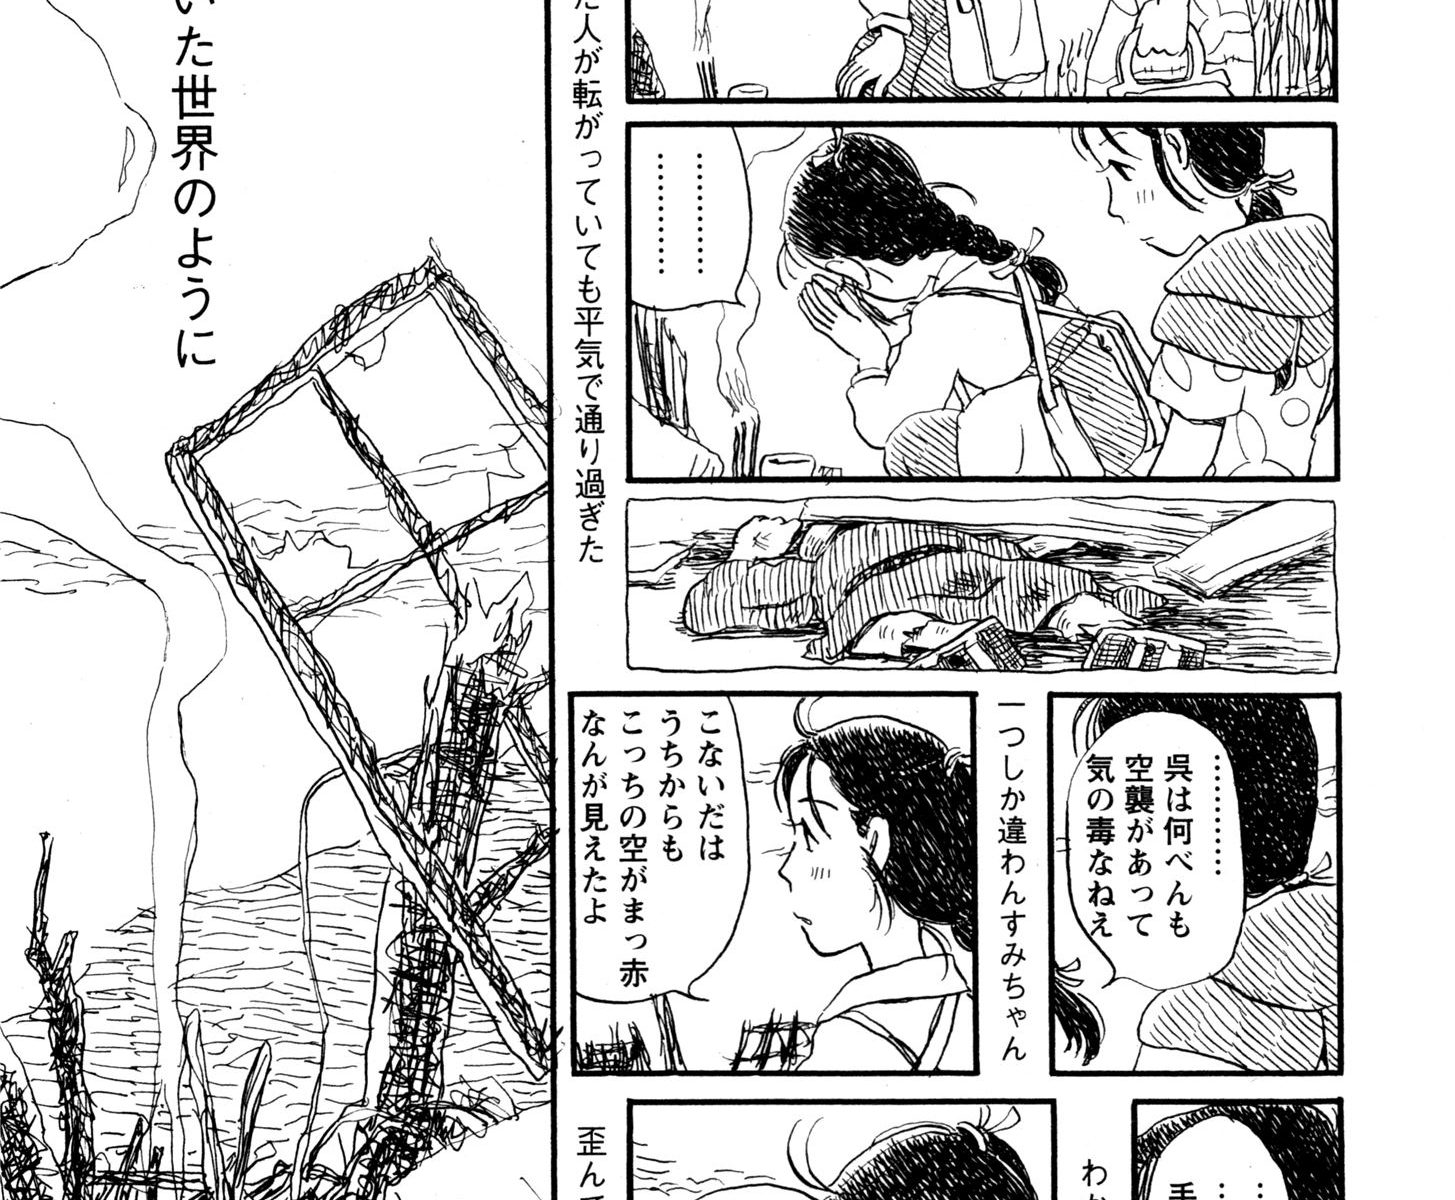 た人が転がっていても平気で通り過ぎた
…………
…………
…………
呉は何べんも
空襲があって
気の毒なねえ
一つしか違わんすみちゃん
こないだは
うちからも
こっちの空がまっ赤
なんが見えたよ
手
わか
歪んで
いた世界のように